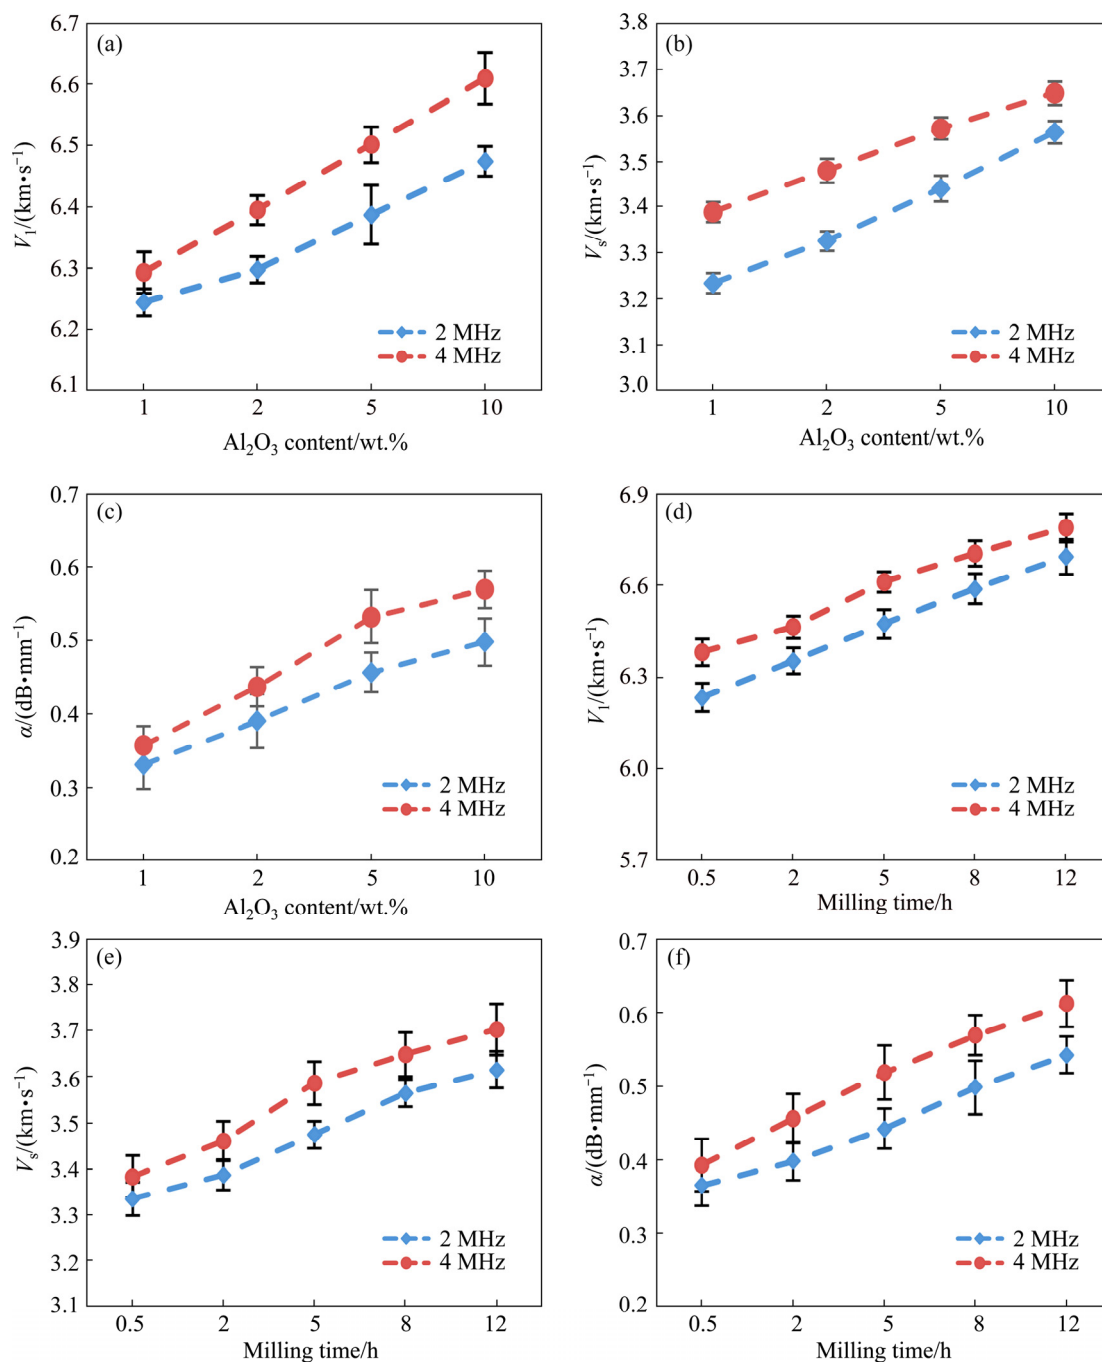 (a)
V₁/(km•s⁻¹)
6.7
6.6
6.5
6.4
6.3
6.2
6.1
2 MHz
4 MHz
1 2 5 10
Al₂O₃ content/wt.%
(b)
Vₛ/(km•s⁻¹)
3.8
3.7
3.6
3.5
3.4
3.3
3.2
3.1
3.0
2 MHz
4 MHz
1 2 5 10
Al₂O₃ content/wt.%
(c)
α/(dB•mm⁻¹)
0.7
0.6
0.5
0.4
0.3
0.2
2 MHz
4 MHz
1 2 5 10
Al₂O₃ content/wt.%
(d)
V₁/(km•s⁻¹)
6.9
6.6
6.3
6.0
5.7
2 MHz
4 MHz
0.5 2 5 8 12
Milling time/h
(e)
Vₛ/(km•s⁻¹)
3.9
3.8
3.7
3.6
3.5
3.4
3.3
3.2
3.1
2 MHz
4 MHz
0.5 2 5 8 12
Milling time/h
(f)
α/(dB•mm⁻¹)
0.7
0.6
0.5
0.4
0.3
0.2
2 MHz
4 MHz
0.5 2 5 8 12
Milling time/h